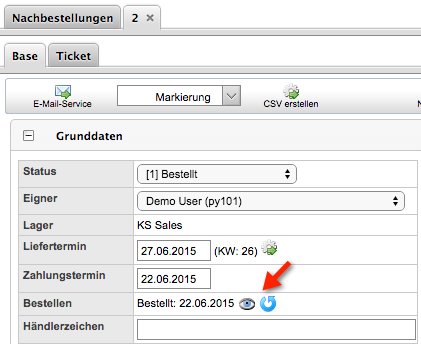 Nachbestellungen 2 ×
Base Ticket
E-Mail-Service Markierung CSV erstellen
Grunddaten
Status [1] Bestellt
Eigner Demo User (py101)
Lager KS Sales
Liefertermin 27.06.2015 (KW: 26)
Zahlungstermin 22.06.2015
Bestellen Bestellt: 22.06.2015
Händlerzeichen